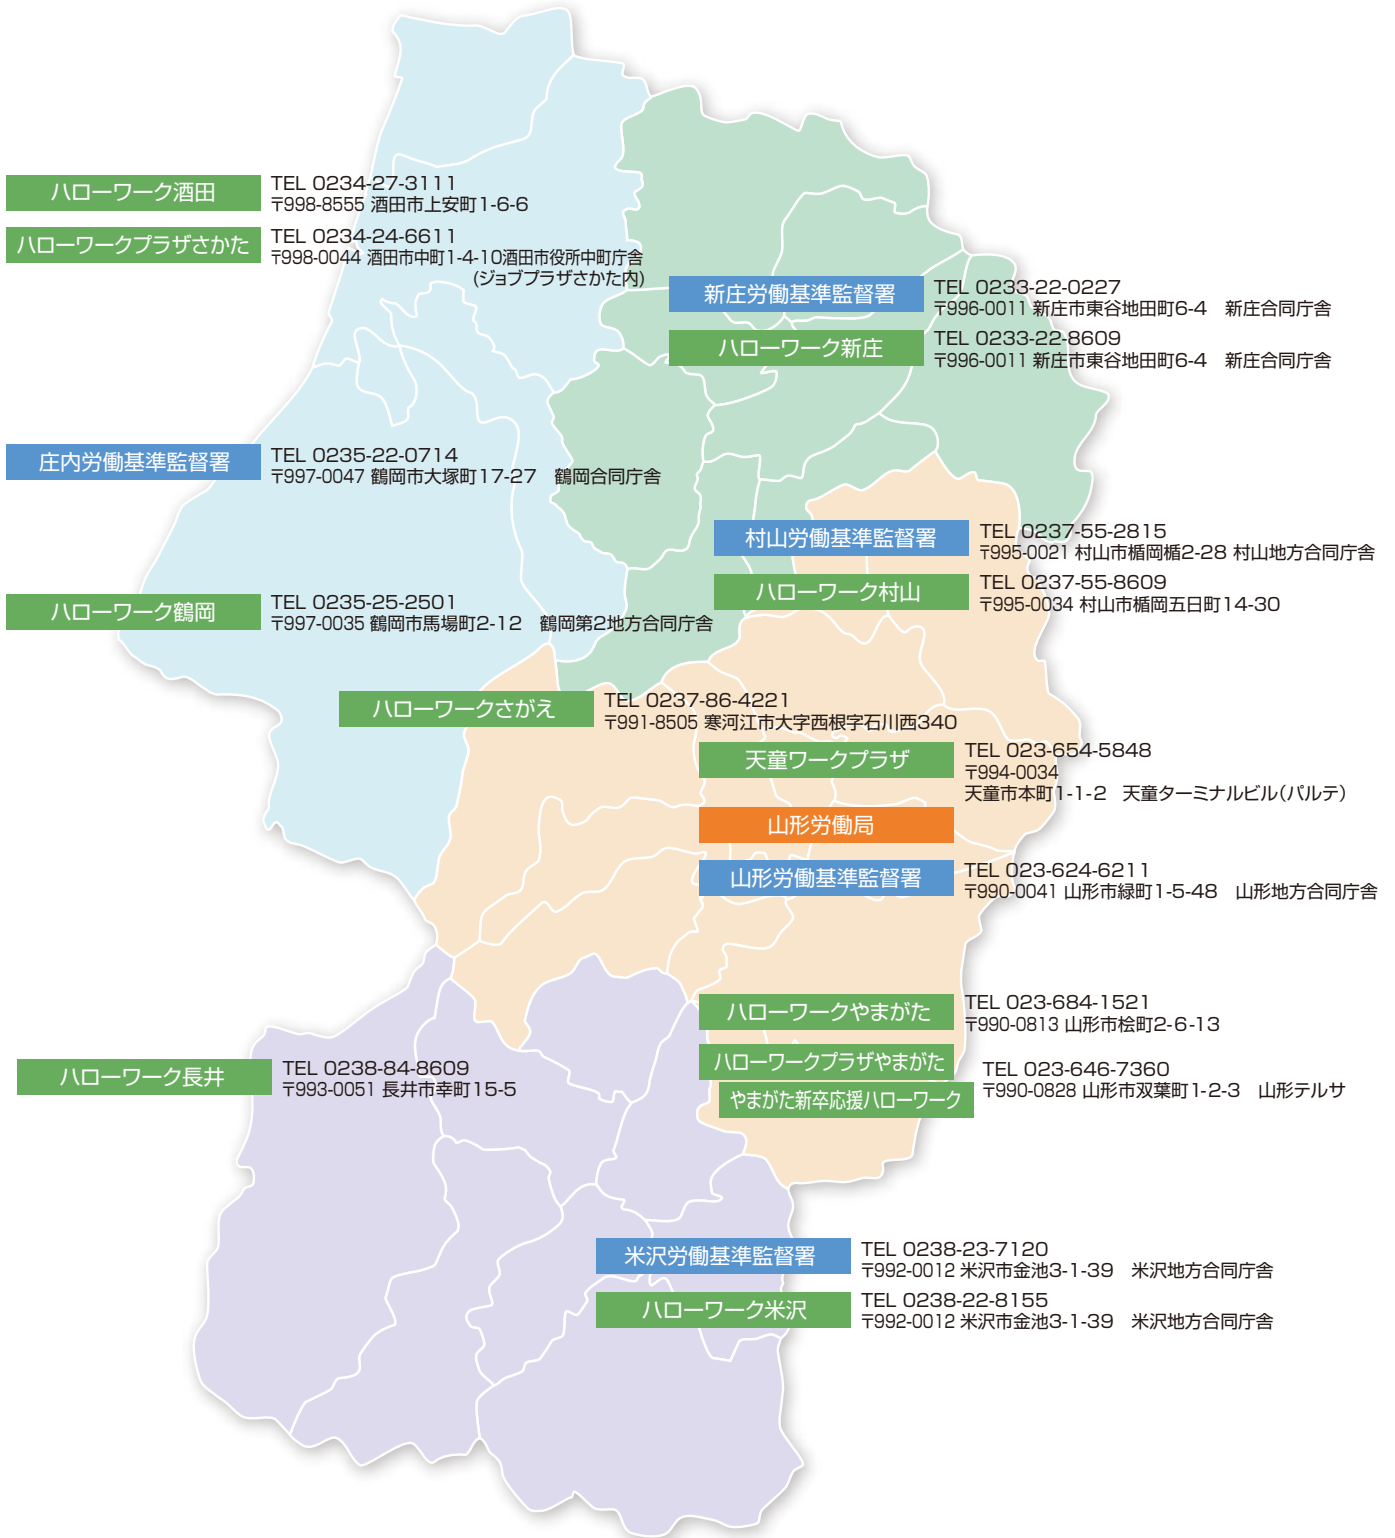 ハローワーク酒田
TEL 0234-27-3111
〒998-8555 酒田市上安町1-6-6
ハローワークプラザさかた
TEL 0234-24-6611
〒998-0044 酒田市中町1-4-10酒田市役所中町庁舎
(ジョブプラザさかた内)
新庄労働基準監督署
TEL 0233-22-0227
〒996-0011 新庄市東谷地田町6-4　新庄合同庁舎
ハローワーク新庄
TEL 0233-22-8609
〒996-0011 新庄市東谷地田町6-4　新庄合同庁舎
庄内労働基準監督署
TEL 0235-22-0714
〒997-0047 鶴岡市大塚町17-27　鶴岡合同庁舎
村山労働基準監督署
TEL 0237-55-2815
〒995-0021 村山市楯岡楯2-28 村山地方合同庁舎
ハローワーク村山
TEL 0237-55-8609
〒995-0034 村山市楯岡五日町14-30
ハローワーク鶴岡
TEL 0235-25-2501
〒997-0035 鶴岡市馬場町2-12　鶴岡第2地方合同庁舎
ハローワークさがえ
TEL 0237-86-4221
〒991-8505 寒河江市大字西根字石川西340
天童ワークプラザ
TEL 023-654-5848
〒994-0034
天童市本町1-1-2　天童ターミナルビル(パルテ)
山形労働局
山形労働基準監督署
TEL 023-624-6211
〒990-0041 山形市緑町1-5-48　山形地方合同庁舎
ハローワークやまがた
TEL 023-684-1521
〒990-0813 山形市桧町2-6-13
ハローワークプラザやまがた
やまがた新卒応援ハローワーク
TEL 023-646-7360
〒990-0828 山形市双葉町1-2-3　山形テルサ
ハローワーク長井
TEL 0238-84-8609
〒993-0051 長井市幸町15-5
米沢労働基準監督署
TEL 0238-23-7120
〒992-0012 米沢市金池3-1-39　米沢地方合同庁舎
ハローワーク米沢
TEL 0238-22-8155
〒992-0012 米沢市金池3-1-39　米沢地方合同庁舎